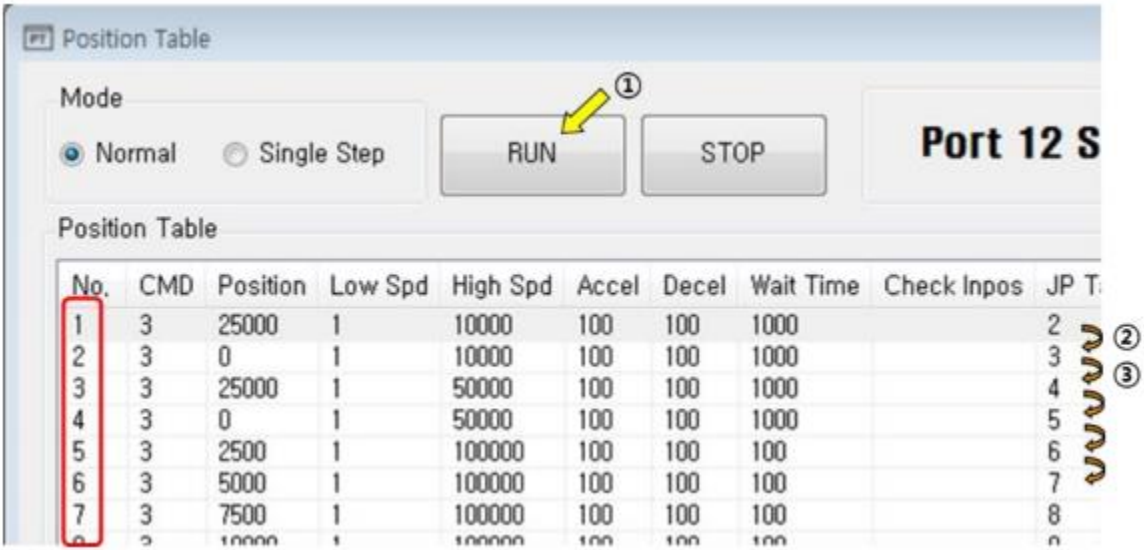 PT Position Table
Mode
①
Normal Single Step RUN STOP Port 12 S
Position Table
No. CMD Position Low Spd High Spd Accel Decel Wait Time Check Inpos JP T
1 3 25000 1 10000 100 100 1000 2
②
2 3 0 1 10000 100 100 1000 3
③
3 3 25000 1 50000 100 100 1000 4
4 3 0 1 50000 100 100 1000 5
5 3 2500 1 100000 100 100 100 6
6 3 5000 1 100000 100 100 100 7
7 3 7500 1 100000 100 100 100 8